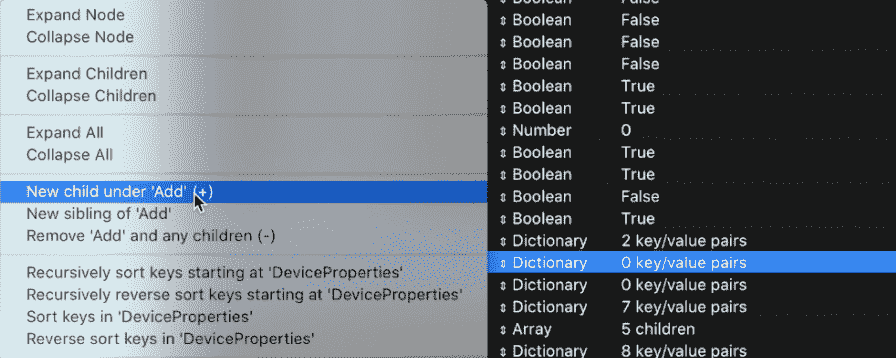 Expand Node
Collapse Node
Expand Children
Collapse Children
Expand All
Collapse All
New child under 'Add' (+)
New sibling of 'Add'
Remove 'Add' and any children (-)
Recursively sort keys starting at 'DeviceProperties'
Recursively reverse sort keys starting at 'DeviceProperties'
Sort keys in 'DeviceProperties'
Reverse sort keys in 'DeviceProperties'
Boolean False
Boolean False
Boolean False
Boolean False
Boolean True
Boolean True
Number 0
Boolean True
Boolean True
Boolean False
Boolean True
Dictionary 2 key/value pairs
Dictionary 0 key/value pairs
Dictionary 0 key/value pairs
Dictionary 7 key/value pairs
Array 5 children
Dictionary 8 key/value pairs